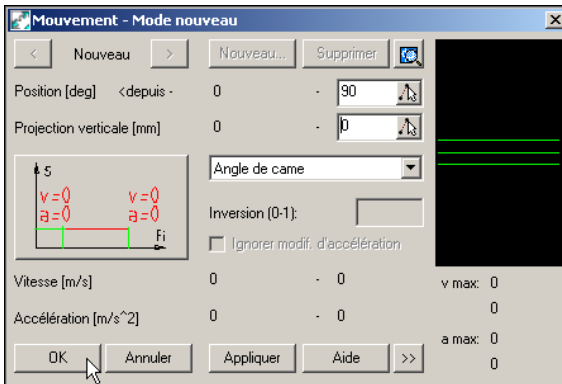 Mouvement - Mode nouveau
< Nouveau > Nouveau... Supprimer
Position [deg] <depuis - 0 - 90
Projection verticale [mm] 0 - 0
s
v=0 v=0
a=0 a=0
Fi
Angle de came
Inversion (0-1):
Ignorer modif. d'accélération
Vitesse [m/s] 0 - 0
v max: 0
0
Accélération [m/s^2] 0 - 0
a max: 0
0
OK Annuler Appliquer Aide >>